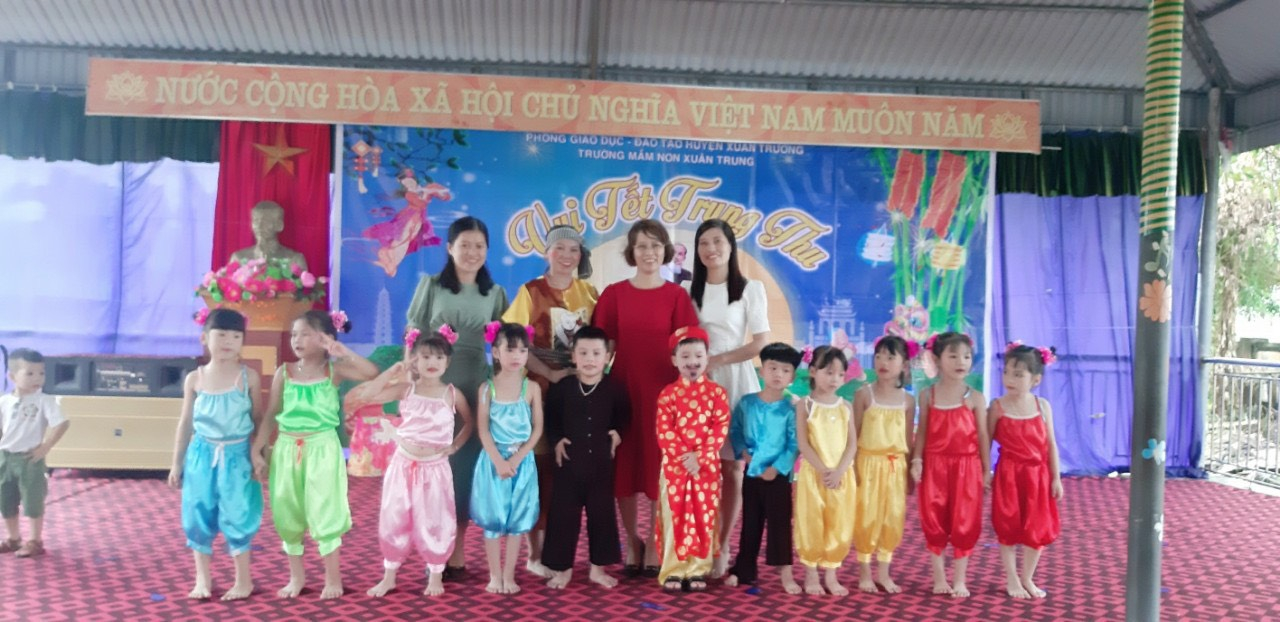 NƯỚC CỘNG HÒA XÃ HỘI CHỦ NGHĨA VIỆT NAM MUÔN NĂM
PHÒNG GIÁO DỤC - ĐÀO TẠO HUYỆN XUÂN TRƯỜNG
TRƯỜNG MẦM NON XUÂN TRUNG
Vui Tết Trung Thu